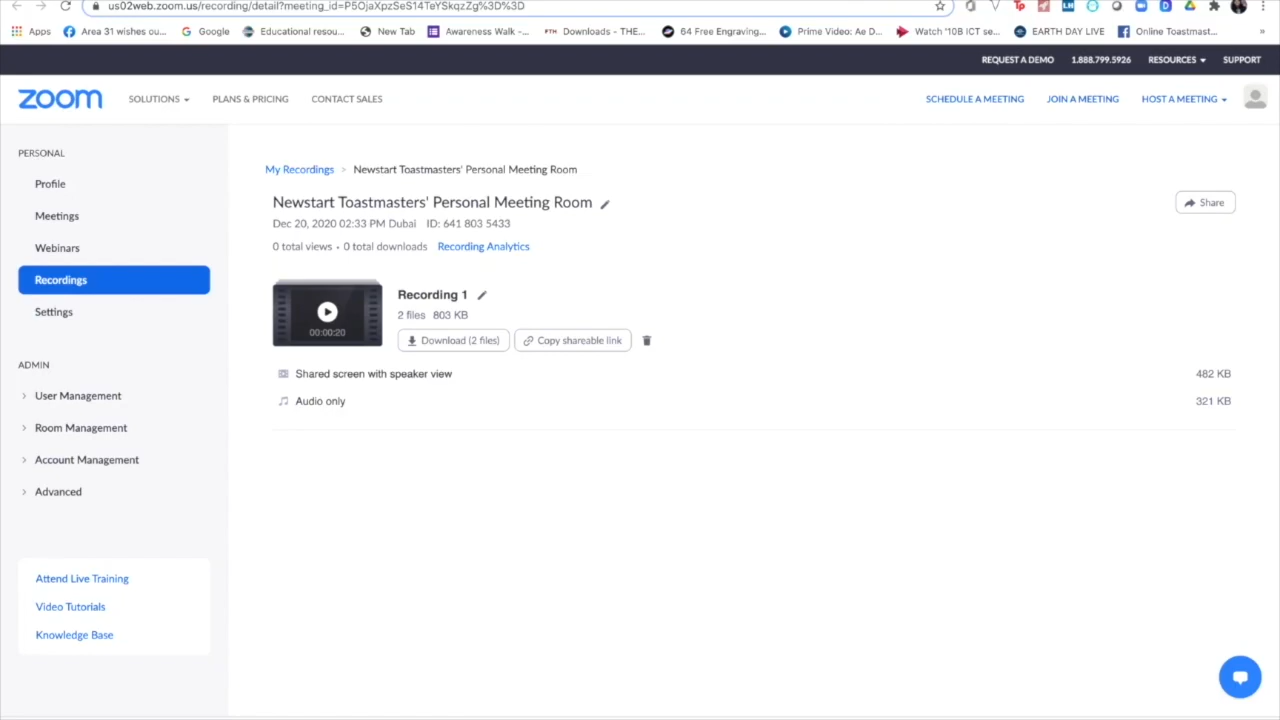 us02web.zoom.us/recording/detail?meeting_id=P5OjaXpzSeS14TeYSkqzZg%3D%3D
Apps Area 31 wishes ou... Google Educational resou... New Tab Awareness Walk -... FTH Downloads - THE... 64 Free Engraving,... Prime Video: Ae D... Watch '10B ICT se... EARTH DAY LIVE Online Toastmast... »
REQUEST A DEMO 1.888.799.5926 RESOURCES SUPPORT
zoom SOLUTIONS PLANS & PRICING CONTACT SALES SCHEDULE A MEETING JOIN A MEETING HOST A MEETING
PERSONAL
Profile
Meetings
Webinars
Recordings
Settings
ADMIN
User Management
Room Management
Account Management
Advanced
Attend Live Training
Video Tutorials
Knowledge Base
My Recordings > Newstart Toastmasters' Personal Meeting Room
Newstart Toastmasters' Personal Meeting Room
Share
Dec 20, 2020 02:33 PM Dubai ID: 641 803 5433
0 total views • 0 total downloads Recording Analytics
00:00:20
Recording 1
2 files 803 KB
Download (2 files) Copy shareable link
Shared screen with speaker view 482 KB
Audio only 321 KB